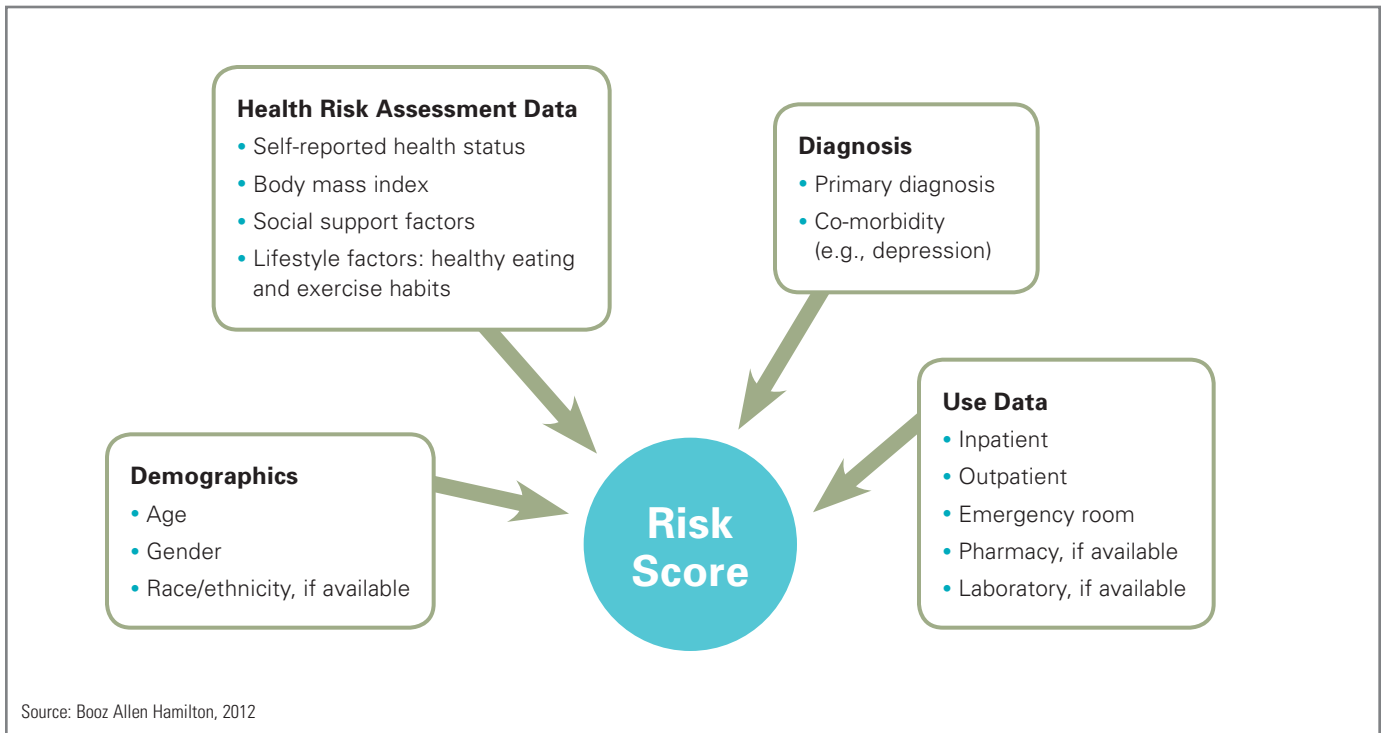 Health Risk Assessment Data
• Self-reported health status
• Body mass index
• Social support factors
• Lifestyle factors: healthy eating
and exercise habits
Diagnosis
• Primary diagnosis
• Co-morbidity
(e.g., depression)
Demographics
• Age
• Gender
• Race/ethnicity, if available
Use Data
• Inpatient
• Outpatient
• Emergency room
• Pharmacy, if available
• Laboratory, if available
Risk
Score
Source: Booz Allen Hamilton, 2012